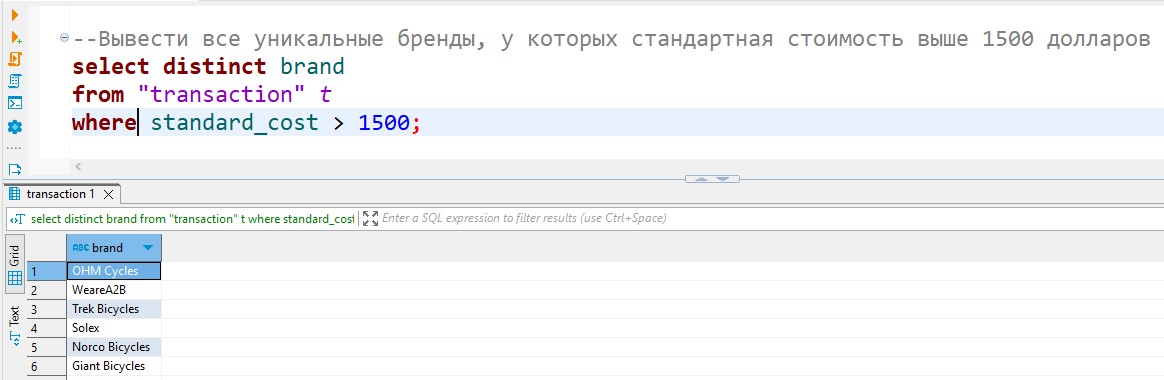 --Вывести все уникальные бренды, у которых стандартная стоимость выше 1500 долларов
select distinct brand
from "transaction" t
where standard_cost > 1500;
transaction 1
select distinct brand from "transaction" t where standard_cost
Enter a SQL expression to filter results (use Ctrl+Space)
Grid
Text
ABC brand
1 OHM Cycles
2 WeareA2B
3 Trek Bicycles
4 Solex
5 Norco Bicycles
6 Giant Bicycles